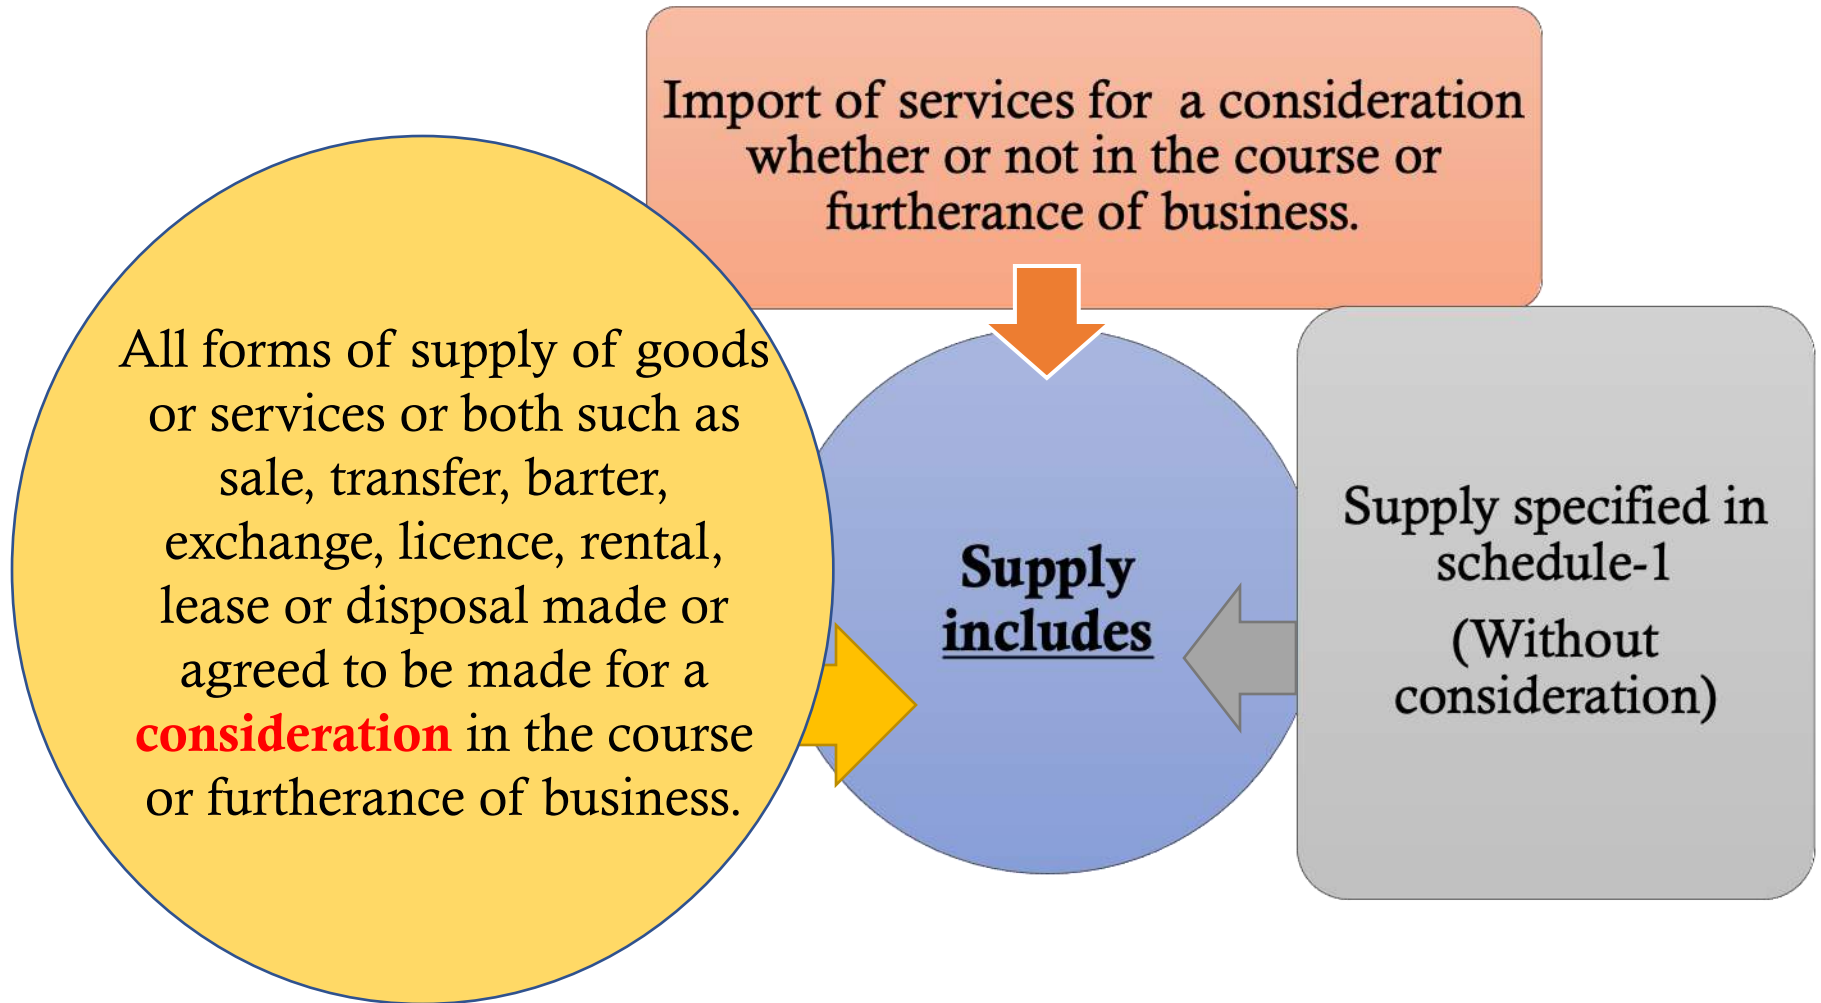 Import of services for a consideration
whether or not in the course or
furtherance of business.
All forms of supply of goods
or services or both such as
sale, transfer, barter,
exchange, licence, rental,
lease or disposal made or
agreed to be made for a
consideration in the course
or furtherance of business.
Supply
includes
Supply specified in
schedule-1
(Without
consideration)